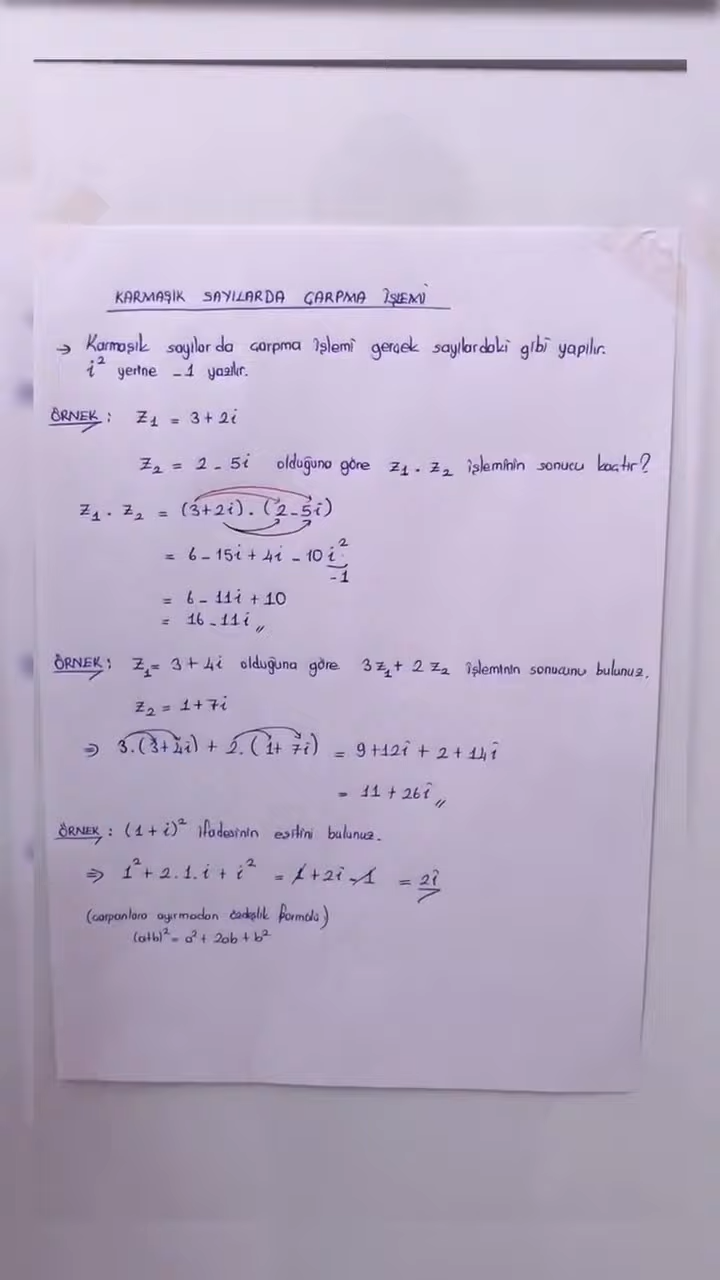 KARMAŞIK SAYILARDA ÇARPMA İŞLEMİ
→ Karmaşık sayılarda çarpma işlemi gerçek sayılardaki gibi yapılır.
i² yerine -1 yazılır.
ÖRNEK: Z₁ = 3+2i
Z₂ = 2-5i olduğuna göre Z₁.Z₂ işleminin sonucu kaçtır?
Z₁.Z₂ = (3+2i).(2-5i)
= 6-15i+4i-10i²
-1
= 6-11i+10
= 16-11i //
ÖRNEK: Z₁= 3+4i olduğuna göre 3Z₁+2Z₂ işleminin sonucunu bulunuz.
Z₂ = 1+7i
⇒ 3.(3+4i)+2.(1+7i) = 9+12i+2+14i
= 11+26i //
ÖRNEK: (1+i)² ifadesinin eşitini bulunuz.
⇒ 1²+2.1.i+i² = 1+2i-1 = 2i
(çarpanlara ayırmadan özdeşlik formülü)
(a+b)² = a²+2ab+b²